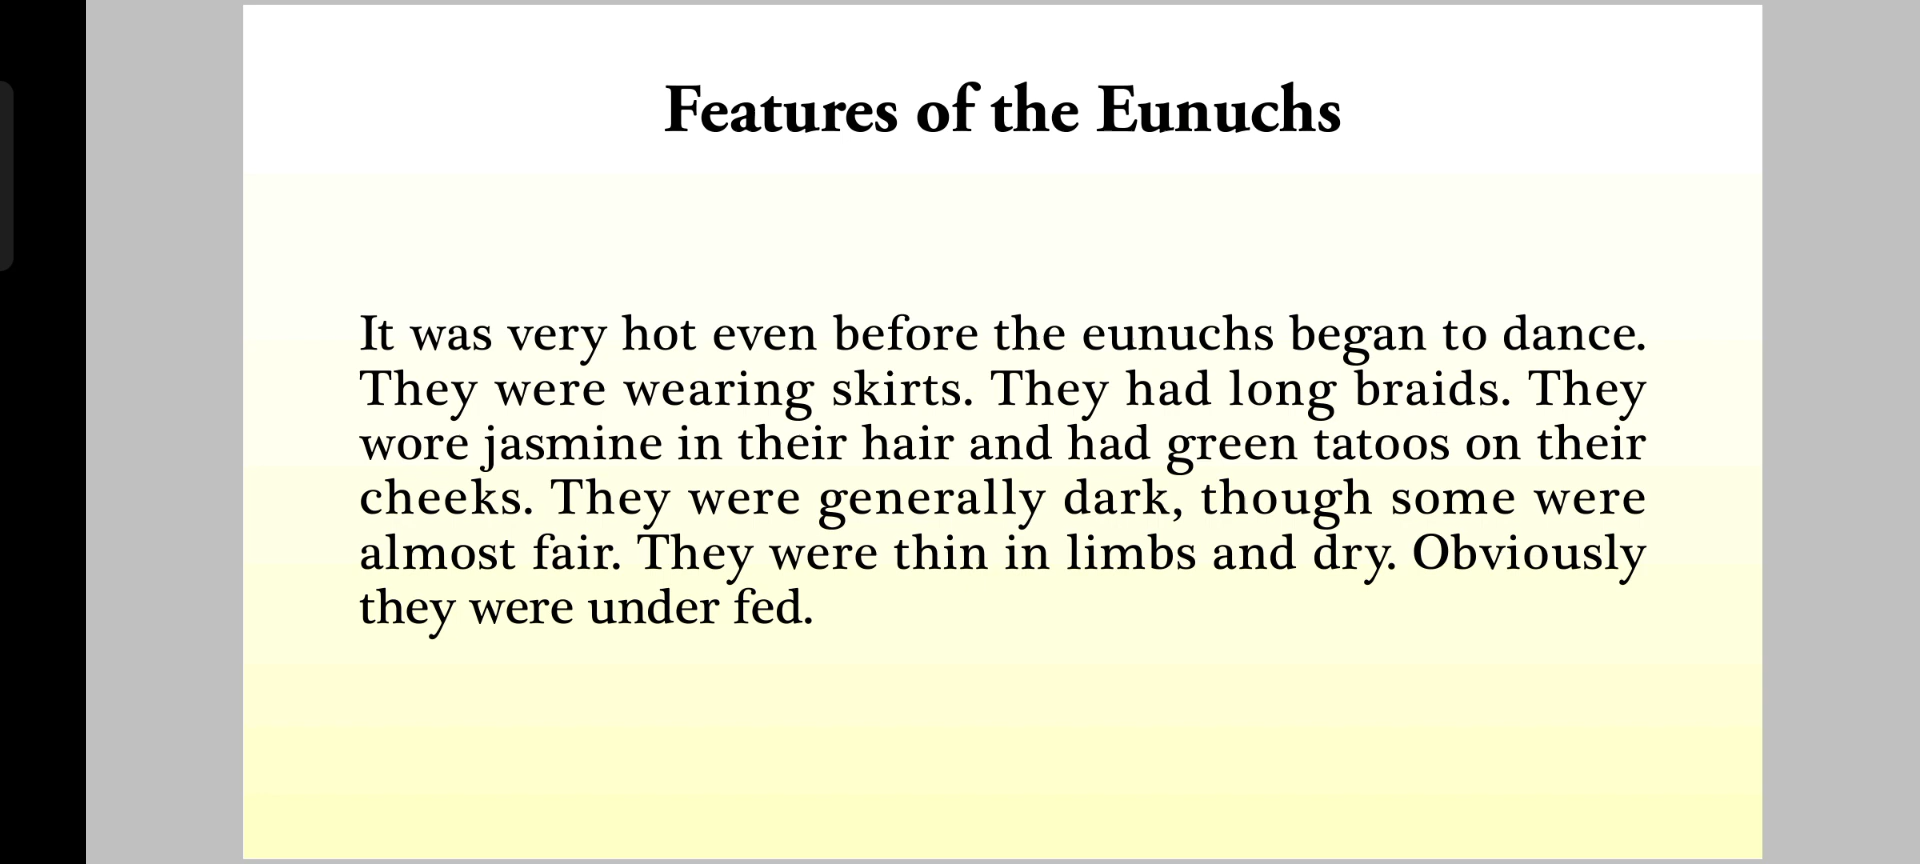 Features of the Eunuchs
It was very hot even before the eunuchs began to dance.
They were wearing skirts. They had long braids. They
wore jasmine in their hair and had green tatoos on their
cheeks. They were generally dark, though some were
almost fair. They were thin in limbs and dry. Obviously
they were under fed.